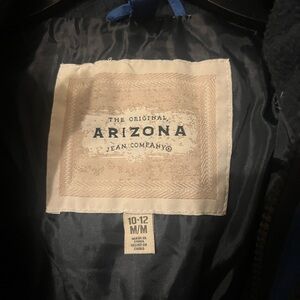 THE ORIGINAL
ARIZONA
JEAN COMPANY®
10-12
M/M